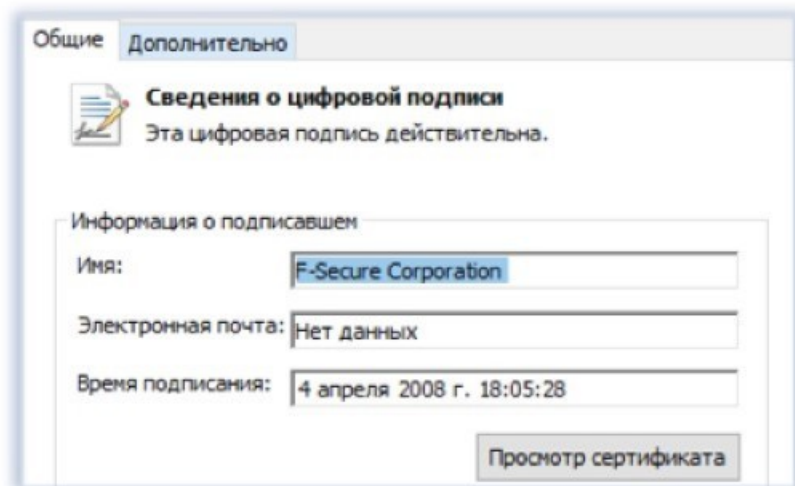 Общие Дополнительно
Сведения о цифровой подписи
Эта цифровая подпись действительна.
Информация о подписавшем
Имя: F-Secure Corporation
Электронная почта: Нет данных
Время подписания: 4 апреля 2008 г. 18:05:28
Просмотр сертификата